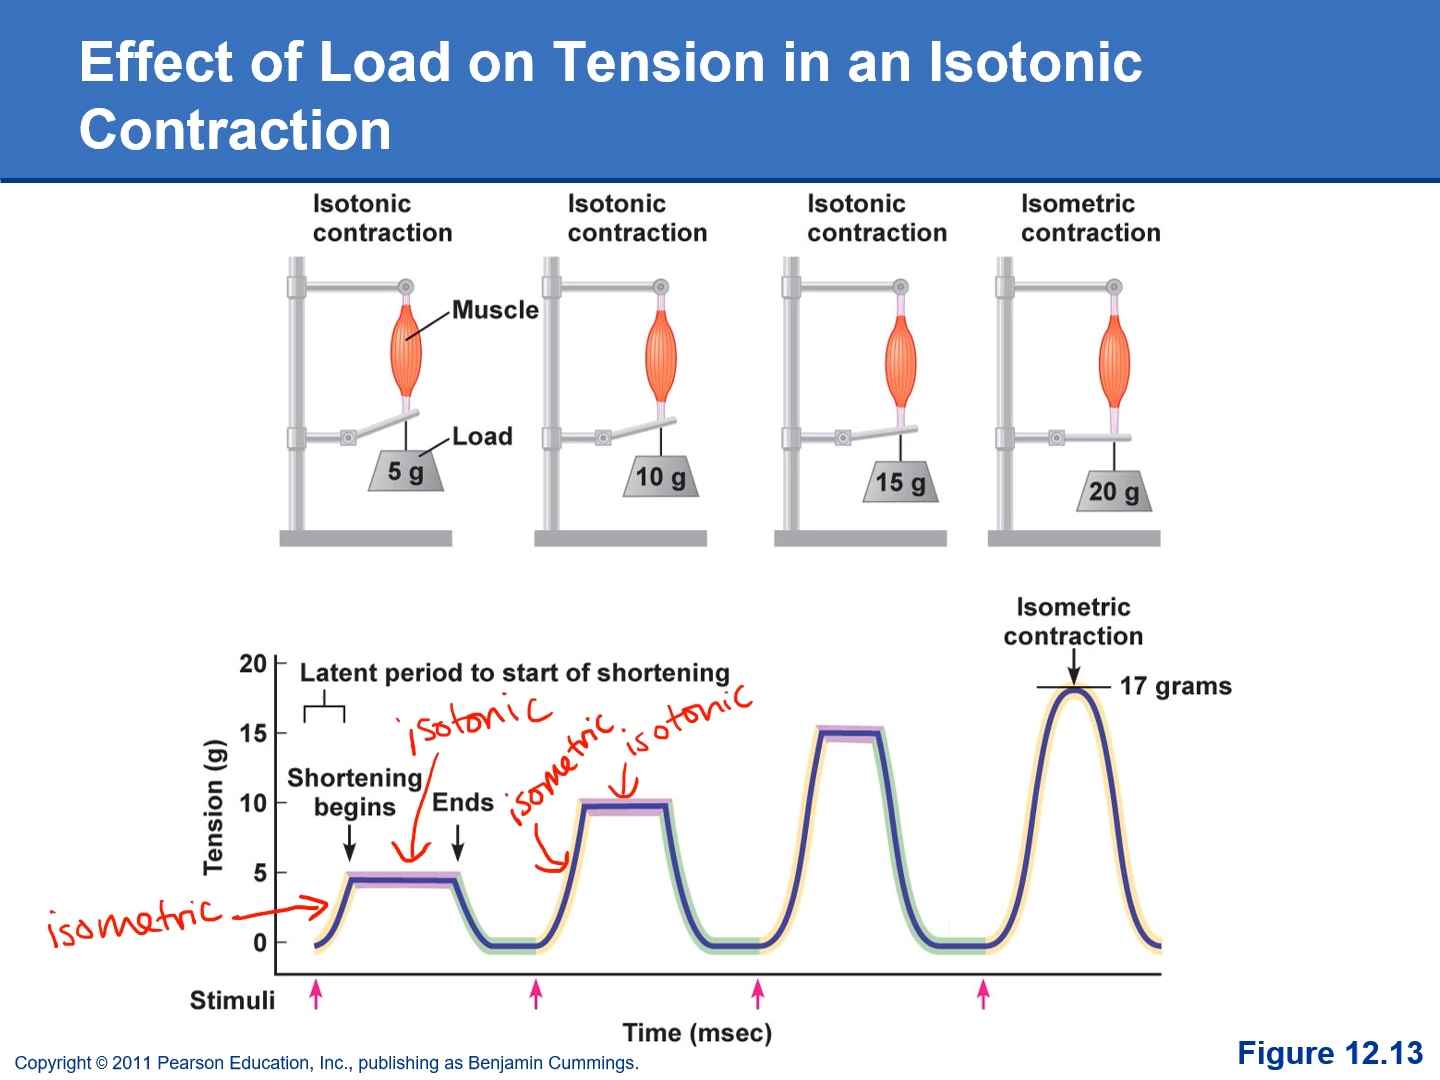 Effect of Load on Tension in an Isotonic
Contraction
Isotonic
contraction
Isotonic
contraction
Isotonic
contraction
Isometric
contraction
Muscle
Load
5 g
10 g
15 g
20 g
Isometric
contraction
17 grams
20
15
10
5
0
Tension (g)
Latent period to start of shortening
isotonic
isometric.
isotonic
Shortening
begins
Ends
isometric
Stimuli
Time (msec)
Copyright © 2011 Pearson Education, Inc., publishing as Benjamin Cummings.
Figure 12.13